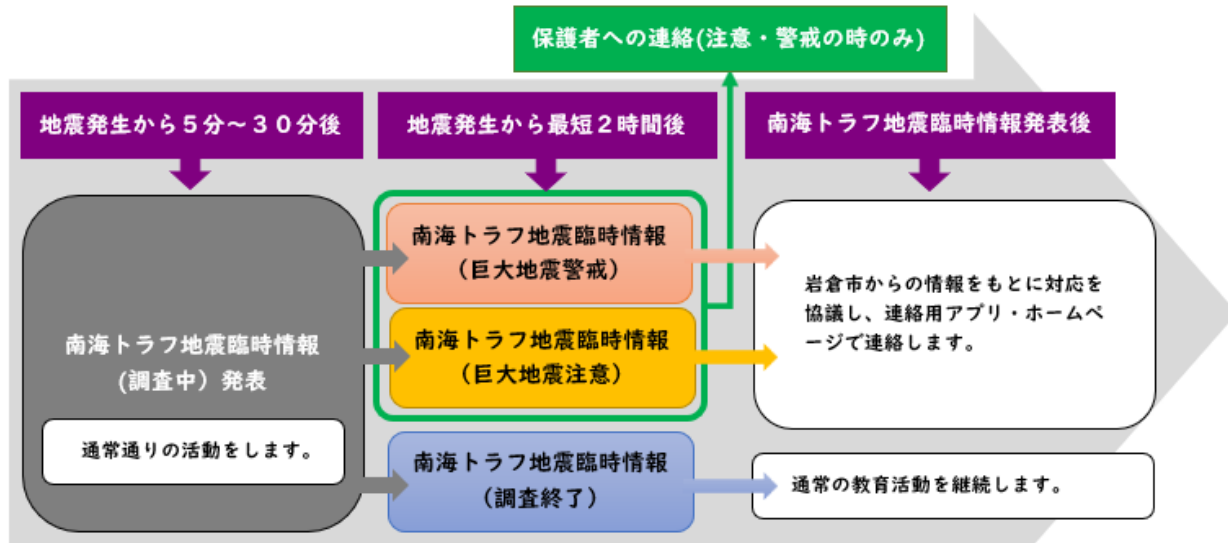 保護者への連絡(注意・警戒の時のみ)
地震発生から５分～３０分後
地震発生から最短２時間後
南海トラフ地震臨時情報発表後
南海トラフ地震臨時情報
(調査中）発表
通常通りの活動をします。
南海トラフ地震臨時情報
（巨大地震警戒）
南海トラフ地震臨時情報
（巨大地震注意）
南海トラフ地震臨時情報
（調査終了）
岩倉市からの情報をもとに対応を
協議し、連絡用アプリ・ホームペ
ージで連絡します。
通常の教育活動を継続します。